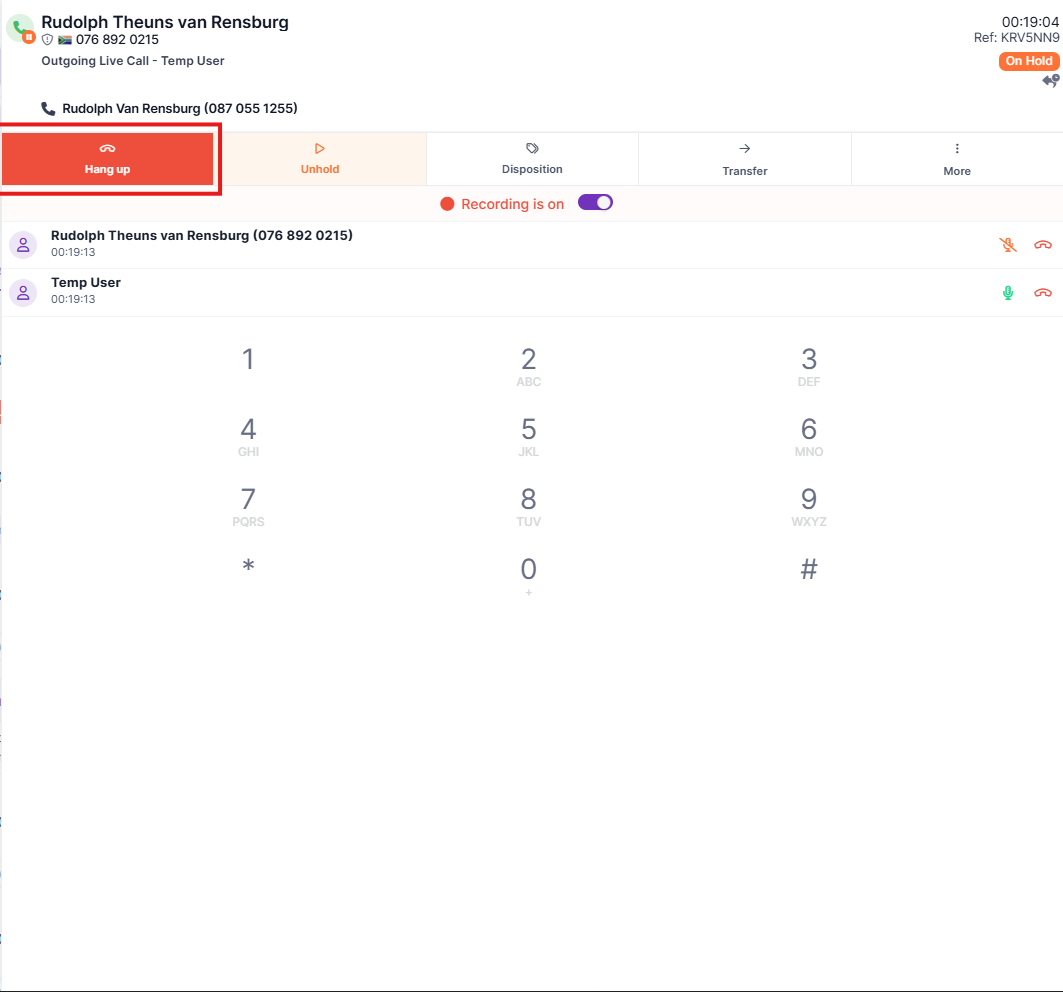 Rudolph Theuns van Rensburg
00:19:04
076 892 0215
Ref: KRV5NN9
Outgoing Live Call - Temp User
On Hold
Rudolph Van Rensburg (087 055 1255)
Hang up
Unhold
Disposition
Transfer
More
Recording is on
Rudolph Theuns van Rensburg (076 892 0215)
00:19:13
Temp User
00:19:13
1
2
3
ABC
DEF
4
5
6
GHI
JKL
MNO
7
8
9
PQRS
TUV
WXYZ
*
0
#
+